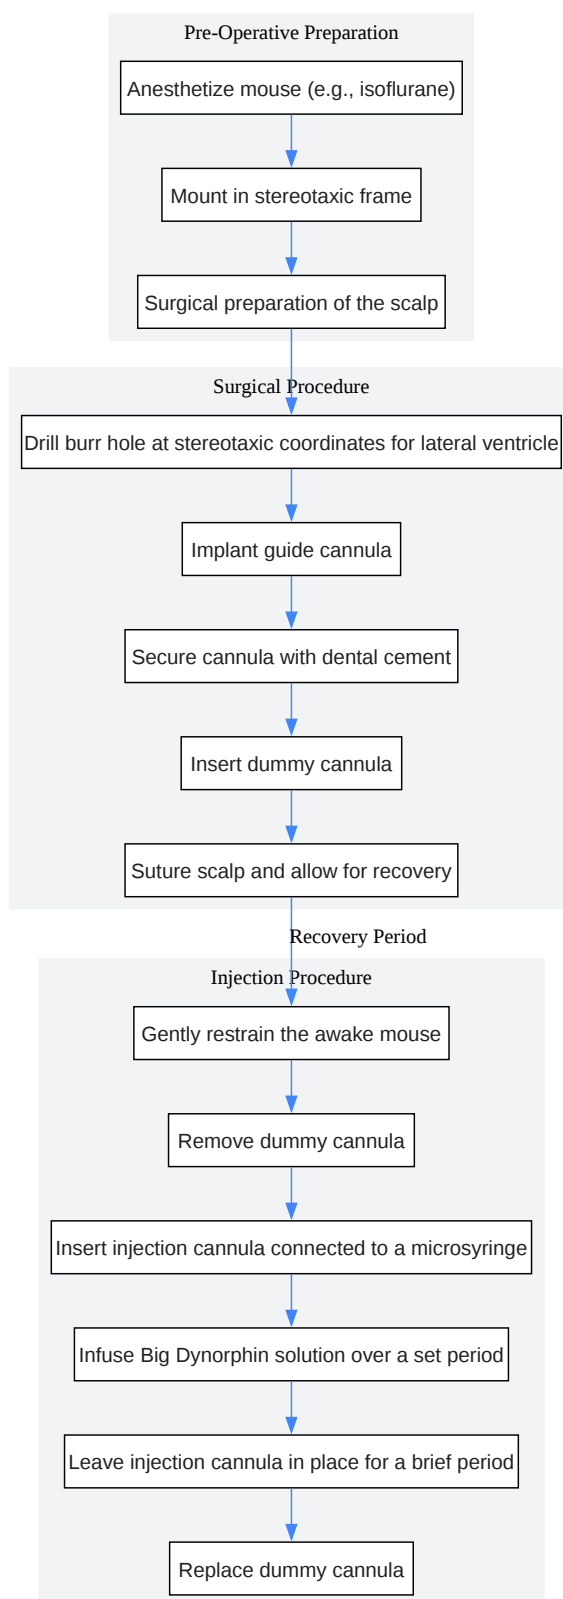 Pre-Operative Preparation
Anesthetize mouse (e.g., isoflurane)
Mount in stereotaxic frame
Surgical preparation of the scalp
Surgical Procedure
Drill burr hole at stereotaxic coordinates for lateral ventricle
Implant guide cannula
Secure cannula with dental cement
Insert dummy cannula
Suture scalp and allow for recovery
Recovery Period
Injection Procedure
Gently restrain the awake mouse
Remove dummy cannula
Insert injection cannula connected to a microsyringe
Infuse Big Dynorphin solution over a set period
Leave injection cannula in place for a brief period
Replace dummy cannula